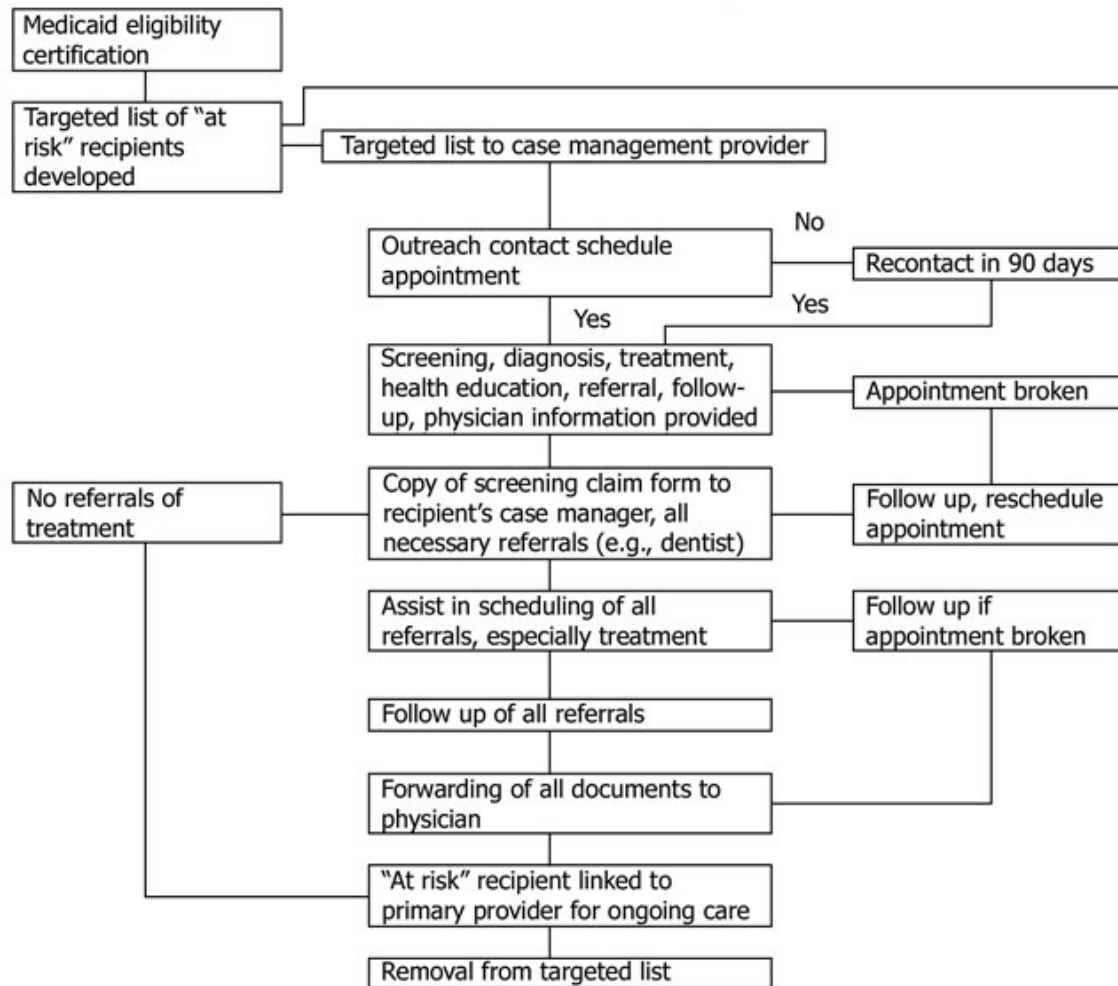 Medicaid eligibility
certification
Targeted list of “at
risk” recipients
developed
Targeted list to case management provider
Outreach contact schedule
appointment
No
Recontact in 90 days
Yes
Yes
Screening, diagnosis, treatment,
health education, referral, follow-
up, physician information provided
Appointment broken
No referrals of
treatment
Copy of screening claim form to
recipient’s case manager, all
necessary referrals (e.g., dentist)
Follow up, reschedule
appointment
Assist in scheduling of all
referrals, especially treatment
Follow up if
appointment broken
Follow up of all referrals
Forwarding of all documents to
physician
“At risk” recipient linked to
primary provider for ongoing care
Removal from targeted list